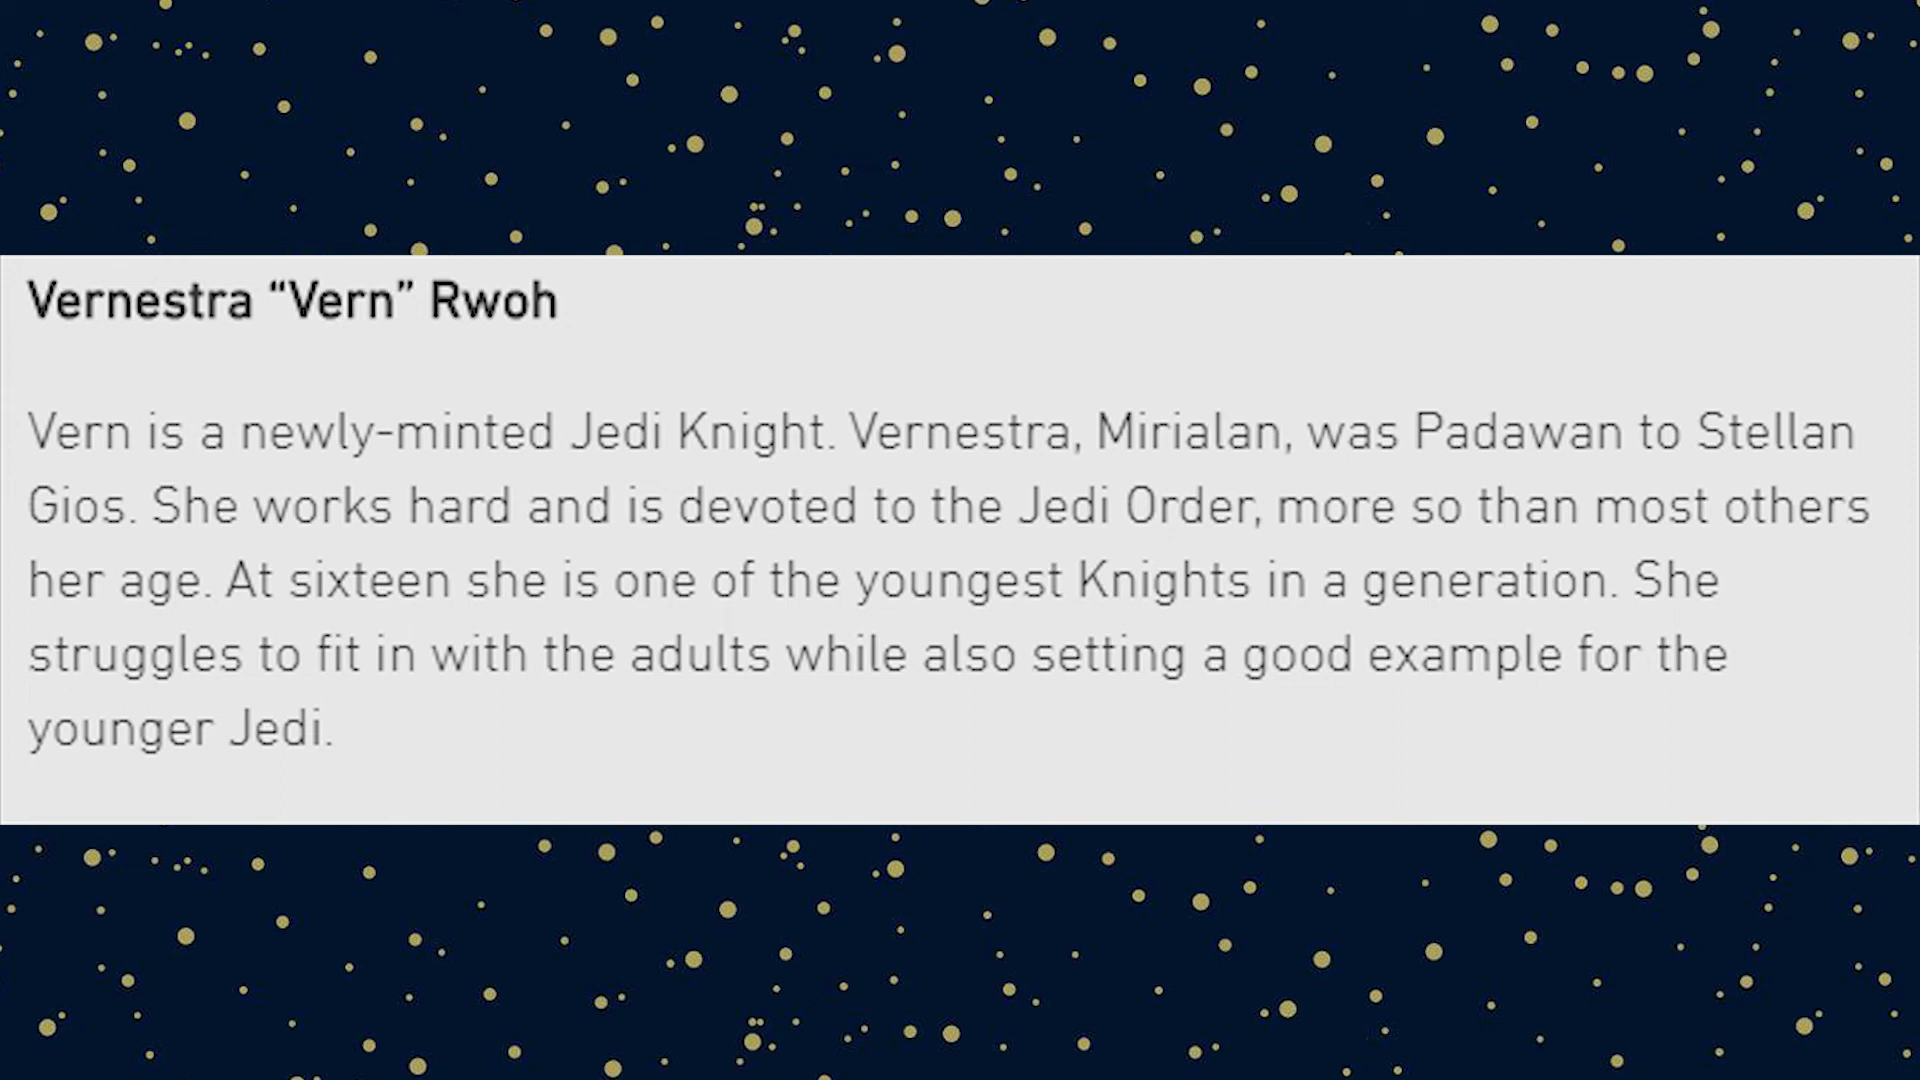 Vernestra “Vern” Rwoh
Vern is a newly-minted Jedi Knight. Vernestra, Mirialan, was Padawan to Stellan
Gios. She works hard and is devoted to the Jedi Order, more so than most others
her age. At sixteen she is one of the youngest Knights in a generation. She
struggles to fit in with the adults while also setting a good example for the
younger Jedi.